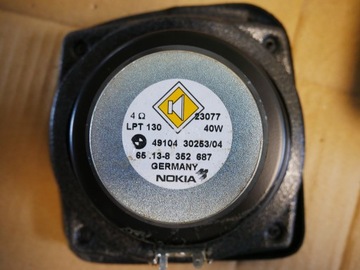 4 Ω 23077
LPT 130 40W
49104 30253/04
65.13-8 352 687
GERMANY
NOKIA